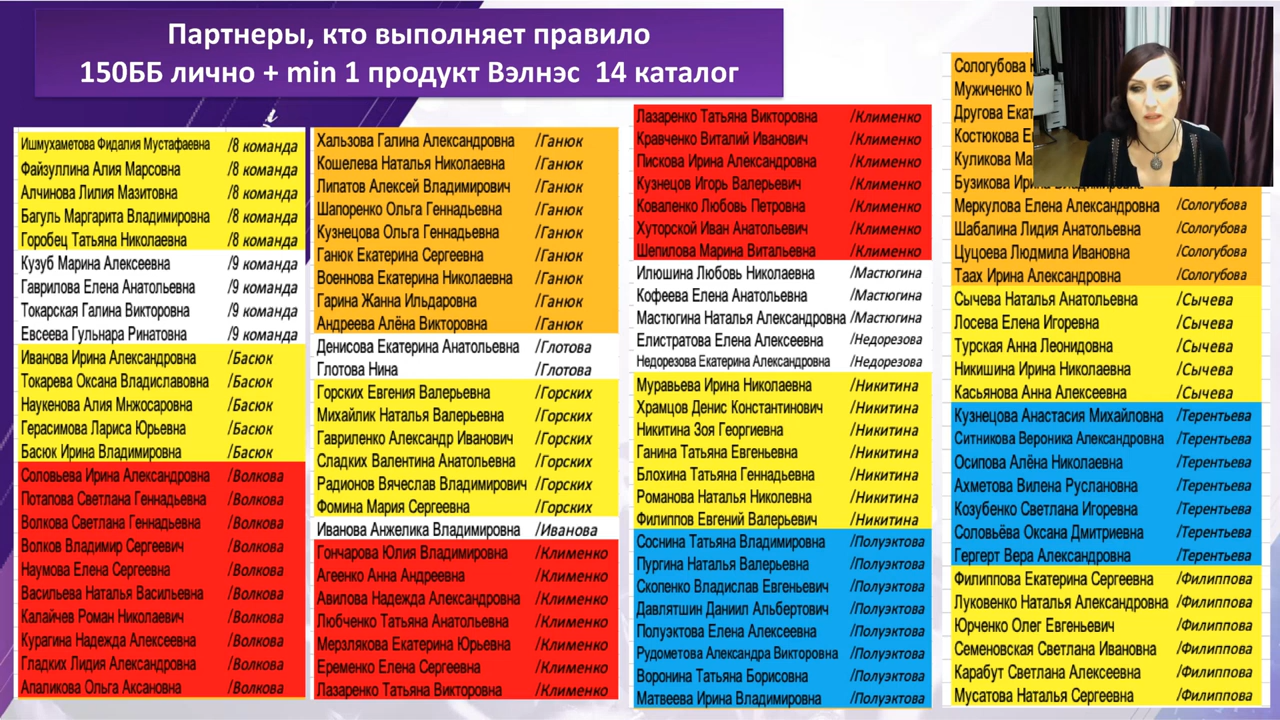 Партнеры, кто выполняет правило
150ББ лично + min 1 продукт Вэлнэс 14 каталог
Ишмухаметова Фидалия Мустафаевна /8 команда
Файзуллина Алия Марсовна /8 команда
Алчинова Лилия Мазитовна /8 команда
Багуль Маргарита Владимировна /8 команда
Горобец Татьяна Николаевна /8 команда
Кузуб Марина Алексеевна /9 команда
Гаврилова Елена Анатольевна /9 команда
Токарская Галина Викторовна /9 команда
Евсеева Гульнара Ринатовна /9 команда
Иванова Ирина Александровна /Басюк
Токарева Оксана Владиславовна /Басюк
Наукенова Алия Мнжосаровна /Басюк
Герасимова Лариса Юрьевна /Басюк
Басюк Ирина Владимировна /Басюк
Соловьева Ирина Александровна /Волкова
Потапова Светлана Геннадьевна /Волкова
Волкова Светлана Геннадьевна /Волкова
Волков Владимир Сергеевич /Волкова
Наумова Елена Сергеевна /Волкова
Васильева Наталья Васильевна /Волкова
Калайчев Роман Николаевич /Волкова
Курагина Надежда Алексеевна /Волкова
Гладких Лидия Александровна /Волкова
Апаликова Ольга Аксановна /Волкова
Хальзова Галина Александровна /Ганюк
Кошелева Наталья Николаевна /Ганюк
Липатов Алексей Владимирович /Ганюк
Шапоренко Ольга Геннадьевна /Ганюк
Кузнецова Ольга Геннадьевна /Ганюк
Ганюк Екатерина Сергеевна /Ганюк
Военнова Екатерина Николаевна /Ганюк
Гарина Жанна Ильдаровна /Ганюк
Андреева Алёна Викторовна /Ганюк
Денисова Екатерина Анатольевна /Глотова
Глотова Нина /Глотова
Горских Евгения Валерьевна /Горских
Михайлик Наталья Валерьевна /Горских
Гавриленко Александр Иванович /Горских
Сладких Валентина Анатольевна /Горских
Радионов Вячеслав Владимирович /Горских
Фомина Мария Сергеевна /Горских
Иванова Анжелика Владимировна /Иванова
Гончарова Юлия Владимировна /Клименко
Агеенко Анна Андреевна /Клименко
Авилова Надежда Александровна /Клименко
Любченко Татьяна Анатольевна /Клименко
Мерзлякова Екатерина Юрьевна /Клименко
Еременко Елена Сергеевна /Клименко
Лазаренко Татьяна Викторовна /Клименко
Лазаренко Татьяна Викторовна /Клименко
Кравченко Виталий Иванович /Клименко
Пискова Ирина Александровна /Клименко
Кузнецов Игорь Валерьевич /Клименко
Коваленко Любовь Петровна /Клименко
Хуторской Иван Анатольевич /Клименко
Шепилова Марина Витальевна /Клименко
Илюшина Любовь Николаевна /Мастюгина
Кофеева Елена Анатольевна /Мастюгина
Мастюгина Наталья Александровна /Мастюгина
Елистратова Елена Алексеевна /Недорезова
Недорезова Екатерина Александровна /Недорезова
Муравьева Ирина Николаевна /Никитина
Храмцов Денис Константинович /Никитина
Никитина Зоя Георгиевна /Никитина
Ганина Татьяна Евгеньевна /Никитина
Блохина Татьяна Геннадьевна /Никитина
Романова Наталья Николевна /Никитина
Филиппов Евгений Валерьевич /Никитина
Соснина Татьяна Владимировна /Полуэктова
Пургина Наталья Валерьевна /Полуэктова
Скопенко Владислав Евгеньевич /Полуэктова
Давлятшин Даниил Альбертович /Полуэктова
Полуэктова Елена Алексеевна /Полуэктова
Рудометова Александра Викторовна /Полуэктова
Воронина Татьяна Борисовна /Полуэктова
Матвеева Ирина Владимировна /Полуэктова
Сологубова
Мужиченко
Другова Екат
Костюкова Е
Куликова Ма
Бузикова Ирина Владимировна
Меркулова Елена Александровна /Сологубова
Шабалина Лидия Анатольевна /Сологубова
Цуцоева Людмила Ивановна /Сологубова
Таах Ирина Александровна /Сологубова
Сычева Наталья Анатольевна /Сычева
Лосева Елена Игоревна /Сычева
Турская Анна Леонидовна /Сычева
Никишина Ирина Николаевна /Сычева
Касьянова Анна Алексеевна /Сычева
Кузнецова Анастасия Михайловна /Терентьева
Ситникова Вероника Александровна /Терентьева
Осипова Алёна Николаевна /Терентьева
Ахметова Вилена Руслановна /Терентьева
Козубенко Светлана Игоревна /Терентьева
Соловьёва Оксана Дмитриевна /Терентьева
Гергерт Вера Александровна /Терентьева
Филиппова Екатерина Сергеевна /Филиппова
Луковенко Наталья Александровна /Филиппова
Юрченко Олег Евгеньевич /Филиппова
Семеновская Светлана Ивановна /Филиппова
Карабут Светлана Алексеевна /Филиппова
Мусатова Наталья Сергеевна /Филиппова